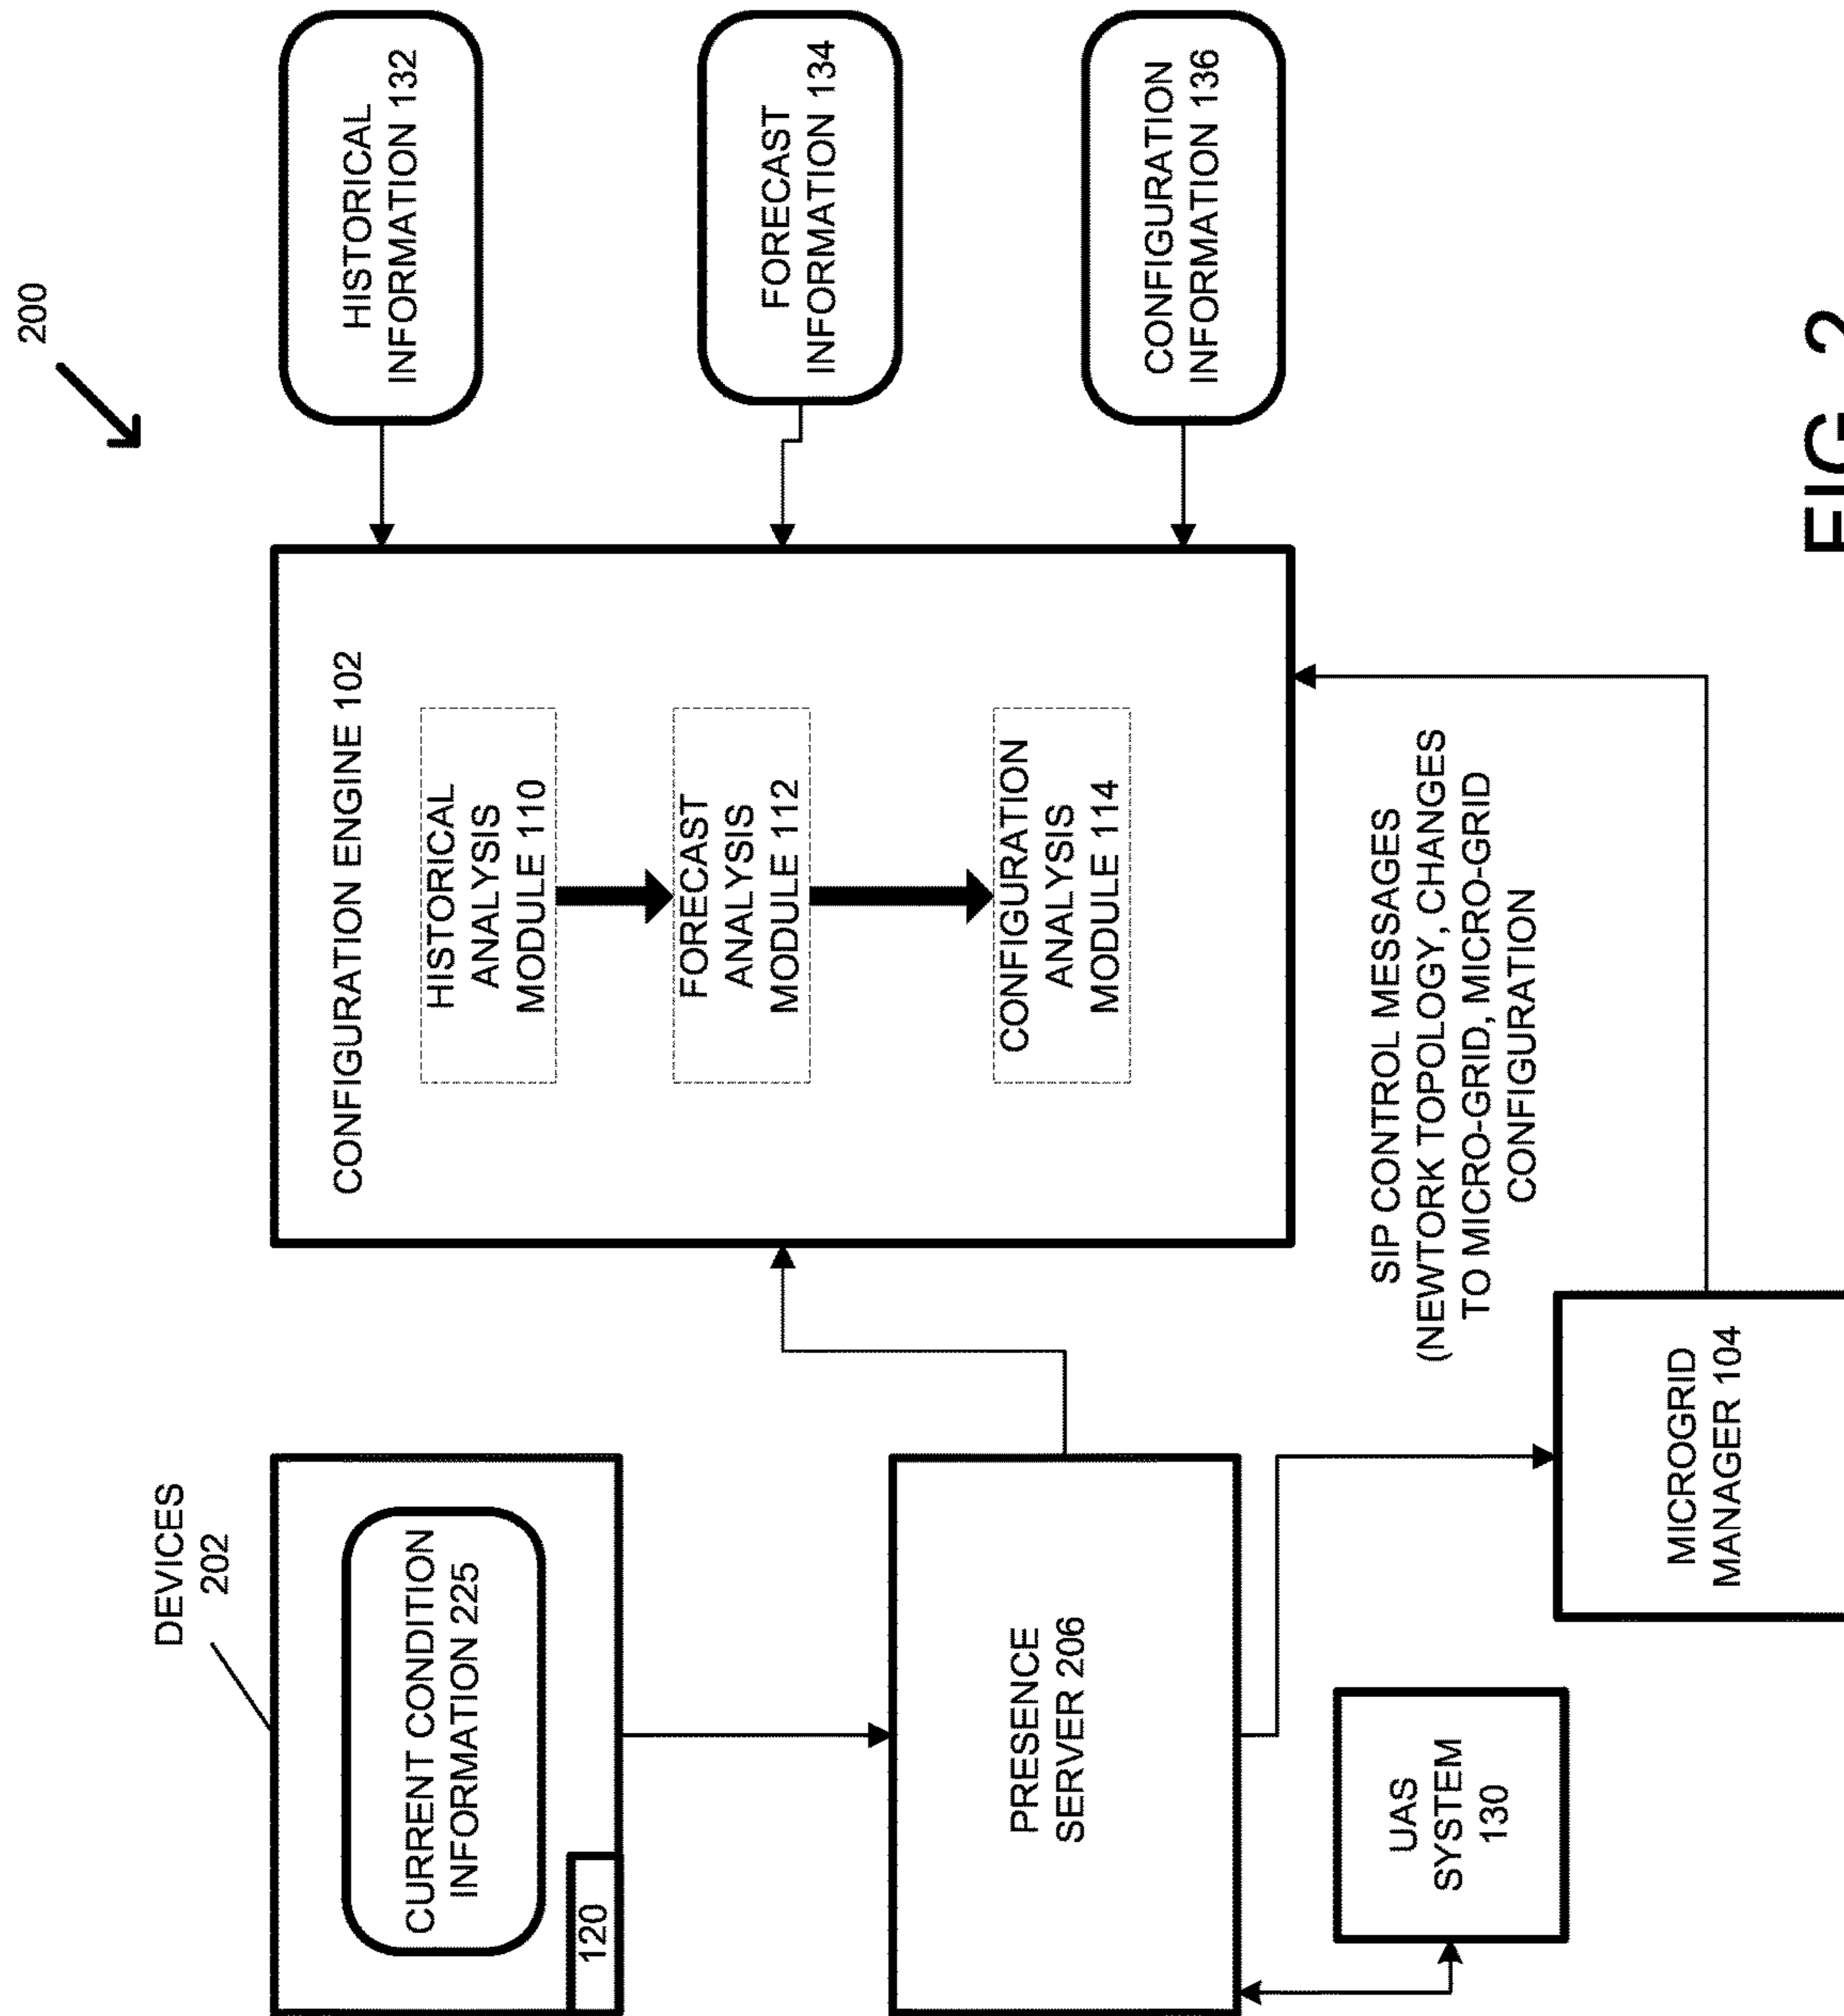 200
DEVICES
202
CURRENT CONDITION
INFORMATION 225
120
PRESENCE
SERVER 206
UAS
SYSTEM
130
CONFIGURATION ENGINE 102
HISTORICAL
ANALYSIS
MODULE 110
FORECAST
ANALYSIS
MODULE 112
CONFIGURATION
ANALYSIS
MODULE 114
HISTORICAL
INFORMATION 132
FORECAST
INFORMATION 134
CONFIGURATION
INFORMATION 136
SIP CONTROL MESSAGES
(NEWTORK TOPOLOGY, CHANGES
TO MICRO-GRID, MICRO-GRID
CONFIGURATION
MICROGRID
MANAGER 104
FIG. 2